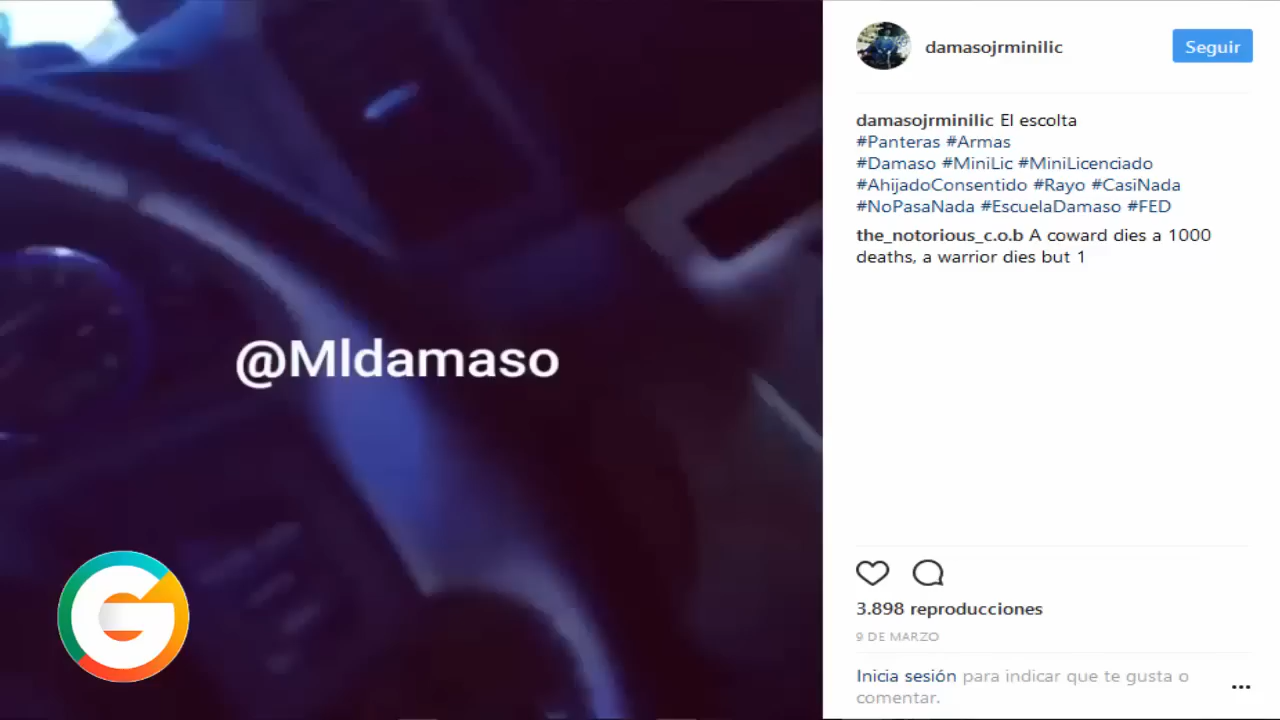 damasojrminilic
Seguir
damasojrminilic El escolta
#Panteras #Armas
#Damaso #MiniLic #MiniLicenciado
#AhijadoConsentido #Rayo #CasiNada
#NoPasaNada #EscuelaDamaso #FED
the_notorious_c.o.b A coward dies a 1000
deaths, a warrior dies but 1
@MIdamaso
G
3.898 reproducciones
9 DE MARZO
Inicia sesión para indicar que te gusta o
comentar.